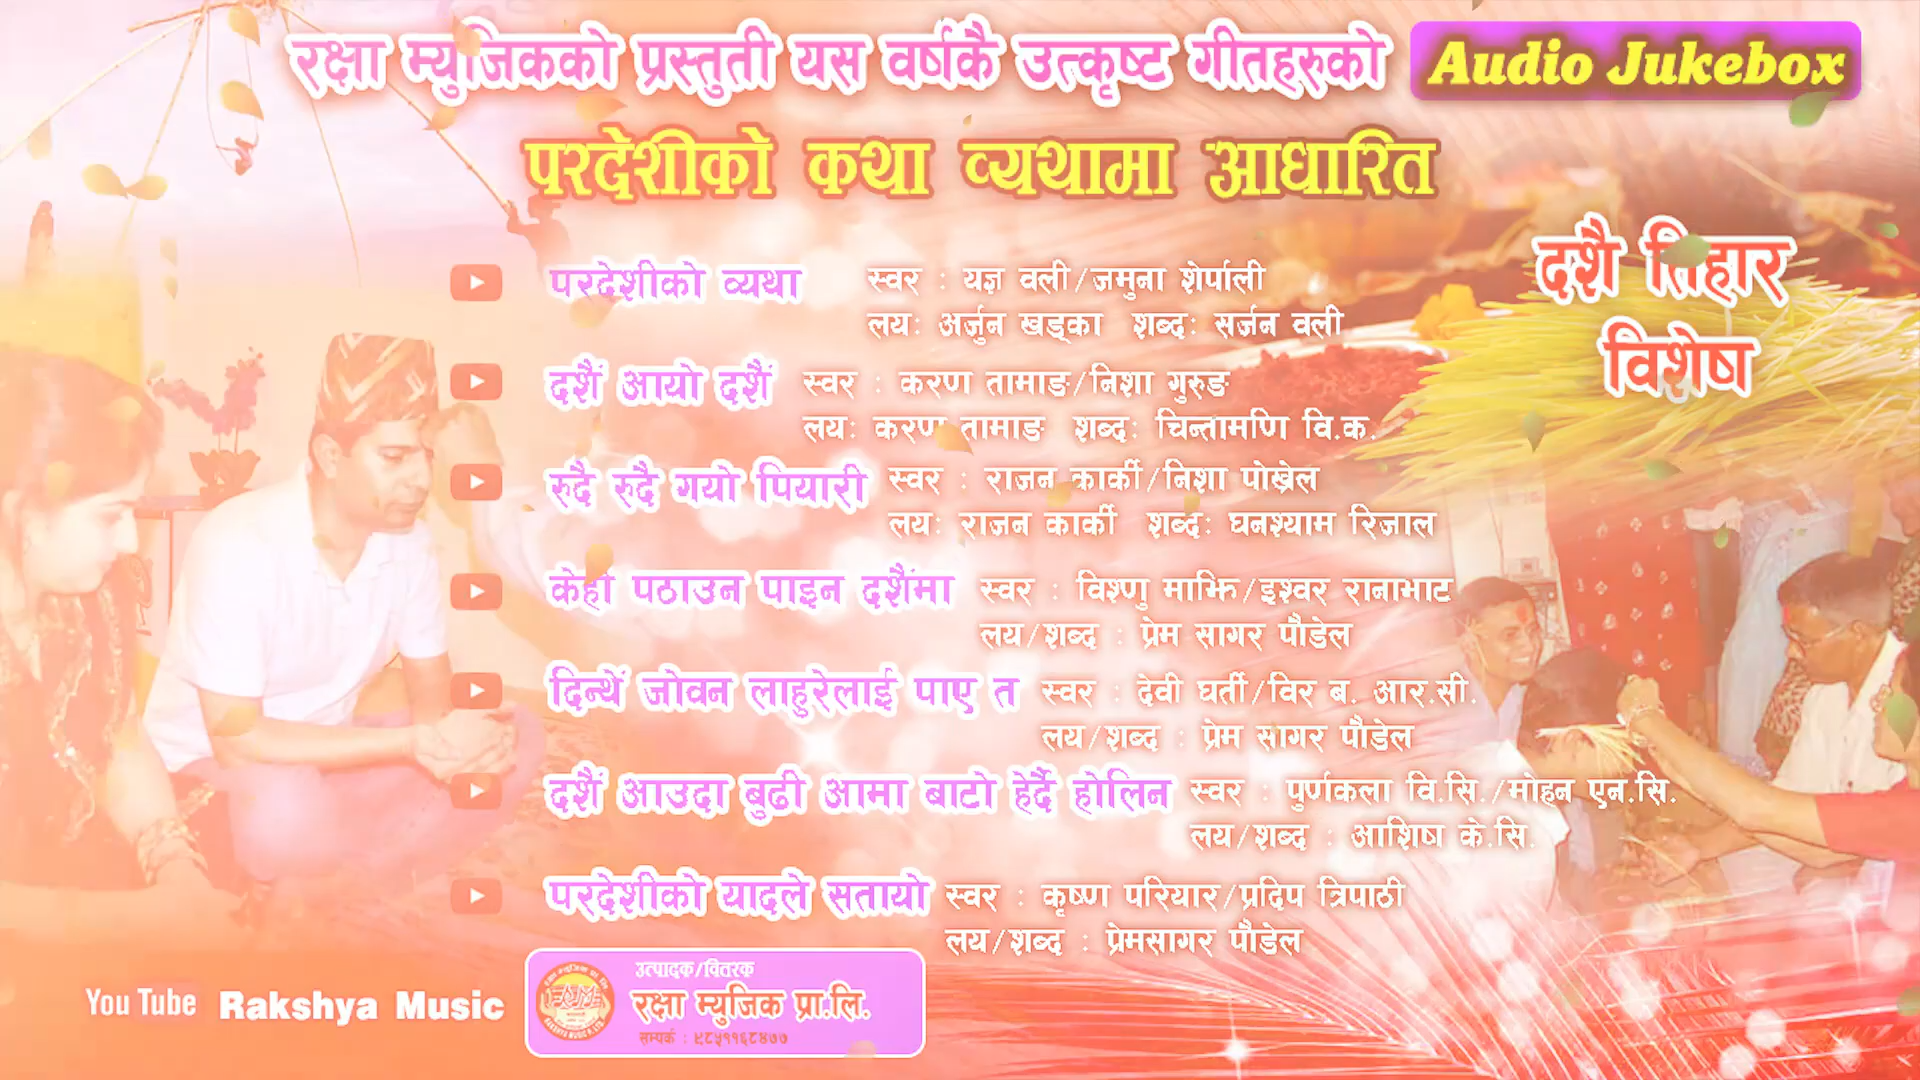 रक्षा म्युजिकको प्रस्तुती यस वर्षकै उत्कृष्ट गीतहरुको Audio Jukebox
परदेशीको कथा व्यथामा आधारित
दशै तिहार
विशेष
परदेशीको व्यथा स्वर : यज्ञ वली/जमुना शेर्पाली
लय: अर्जुन खड्का शब्द: सर्जन वली
दशैं आयो दशैं स्वर : करण तामाङ/निशा गुरुङ
लय: करण तामाङ शब्द: चिन्तामणि वि.क.
रुदै रुदै गयो पियारी स्वर : राजन कार्की/निशा पोख्रेल
लय: राजन कार्की शब्द: घनश्याम रिजाल
केही पठाउन पाइन दशैंमा स्वर : विष्णु माझि/इश्वर रानाभाट
लय/शब्द : प्रेम सागर पौडेल
दिन्थें जोवन लाहुरेलाई पाए त स्वर : देवी घर्ती/विर ब. आर.सी.
लय/शब्द : प्रेम सागर पौडेल
दशैं आउदा बुढी आमा बाटो हेर्दै होलिन स्वर : पुर्णकला वि.सि./मोहन एन.सि.
लय/शब्द : आशिष के.सि.
परदेशीको यादले सतायो स्वर : कृष्ण परियार/प्रदिप त्रिपाठी
लय/शब्द : प्रेमसागर पौडेल
You Tube Rakshya Music
उत्पादक/वितरक
रक्षा म्युजिक प्रा.लि.
सम्पर्क : ९८५११६८४७७